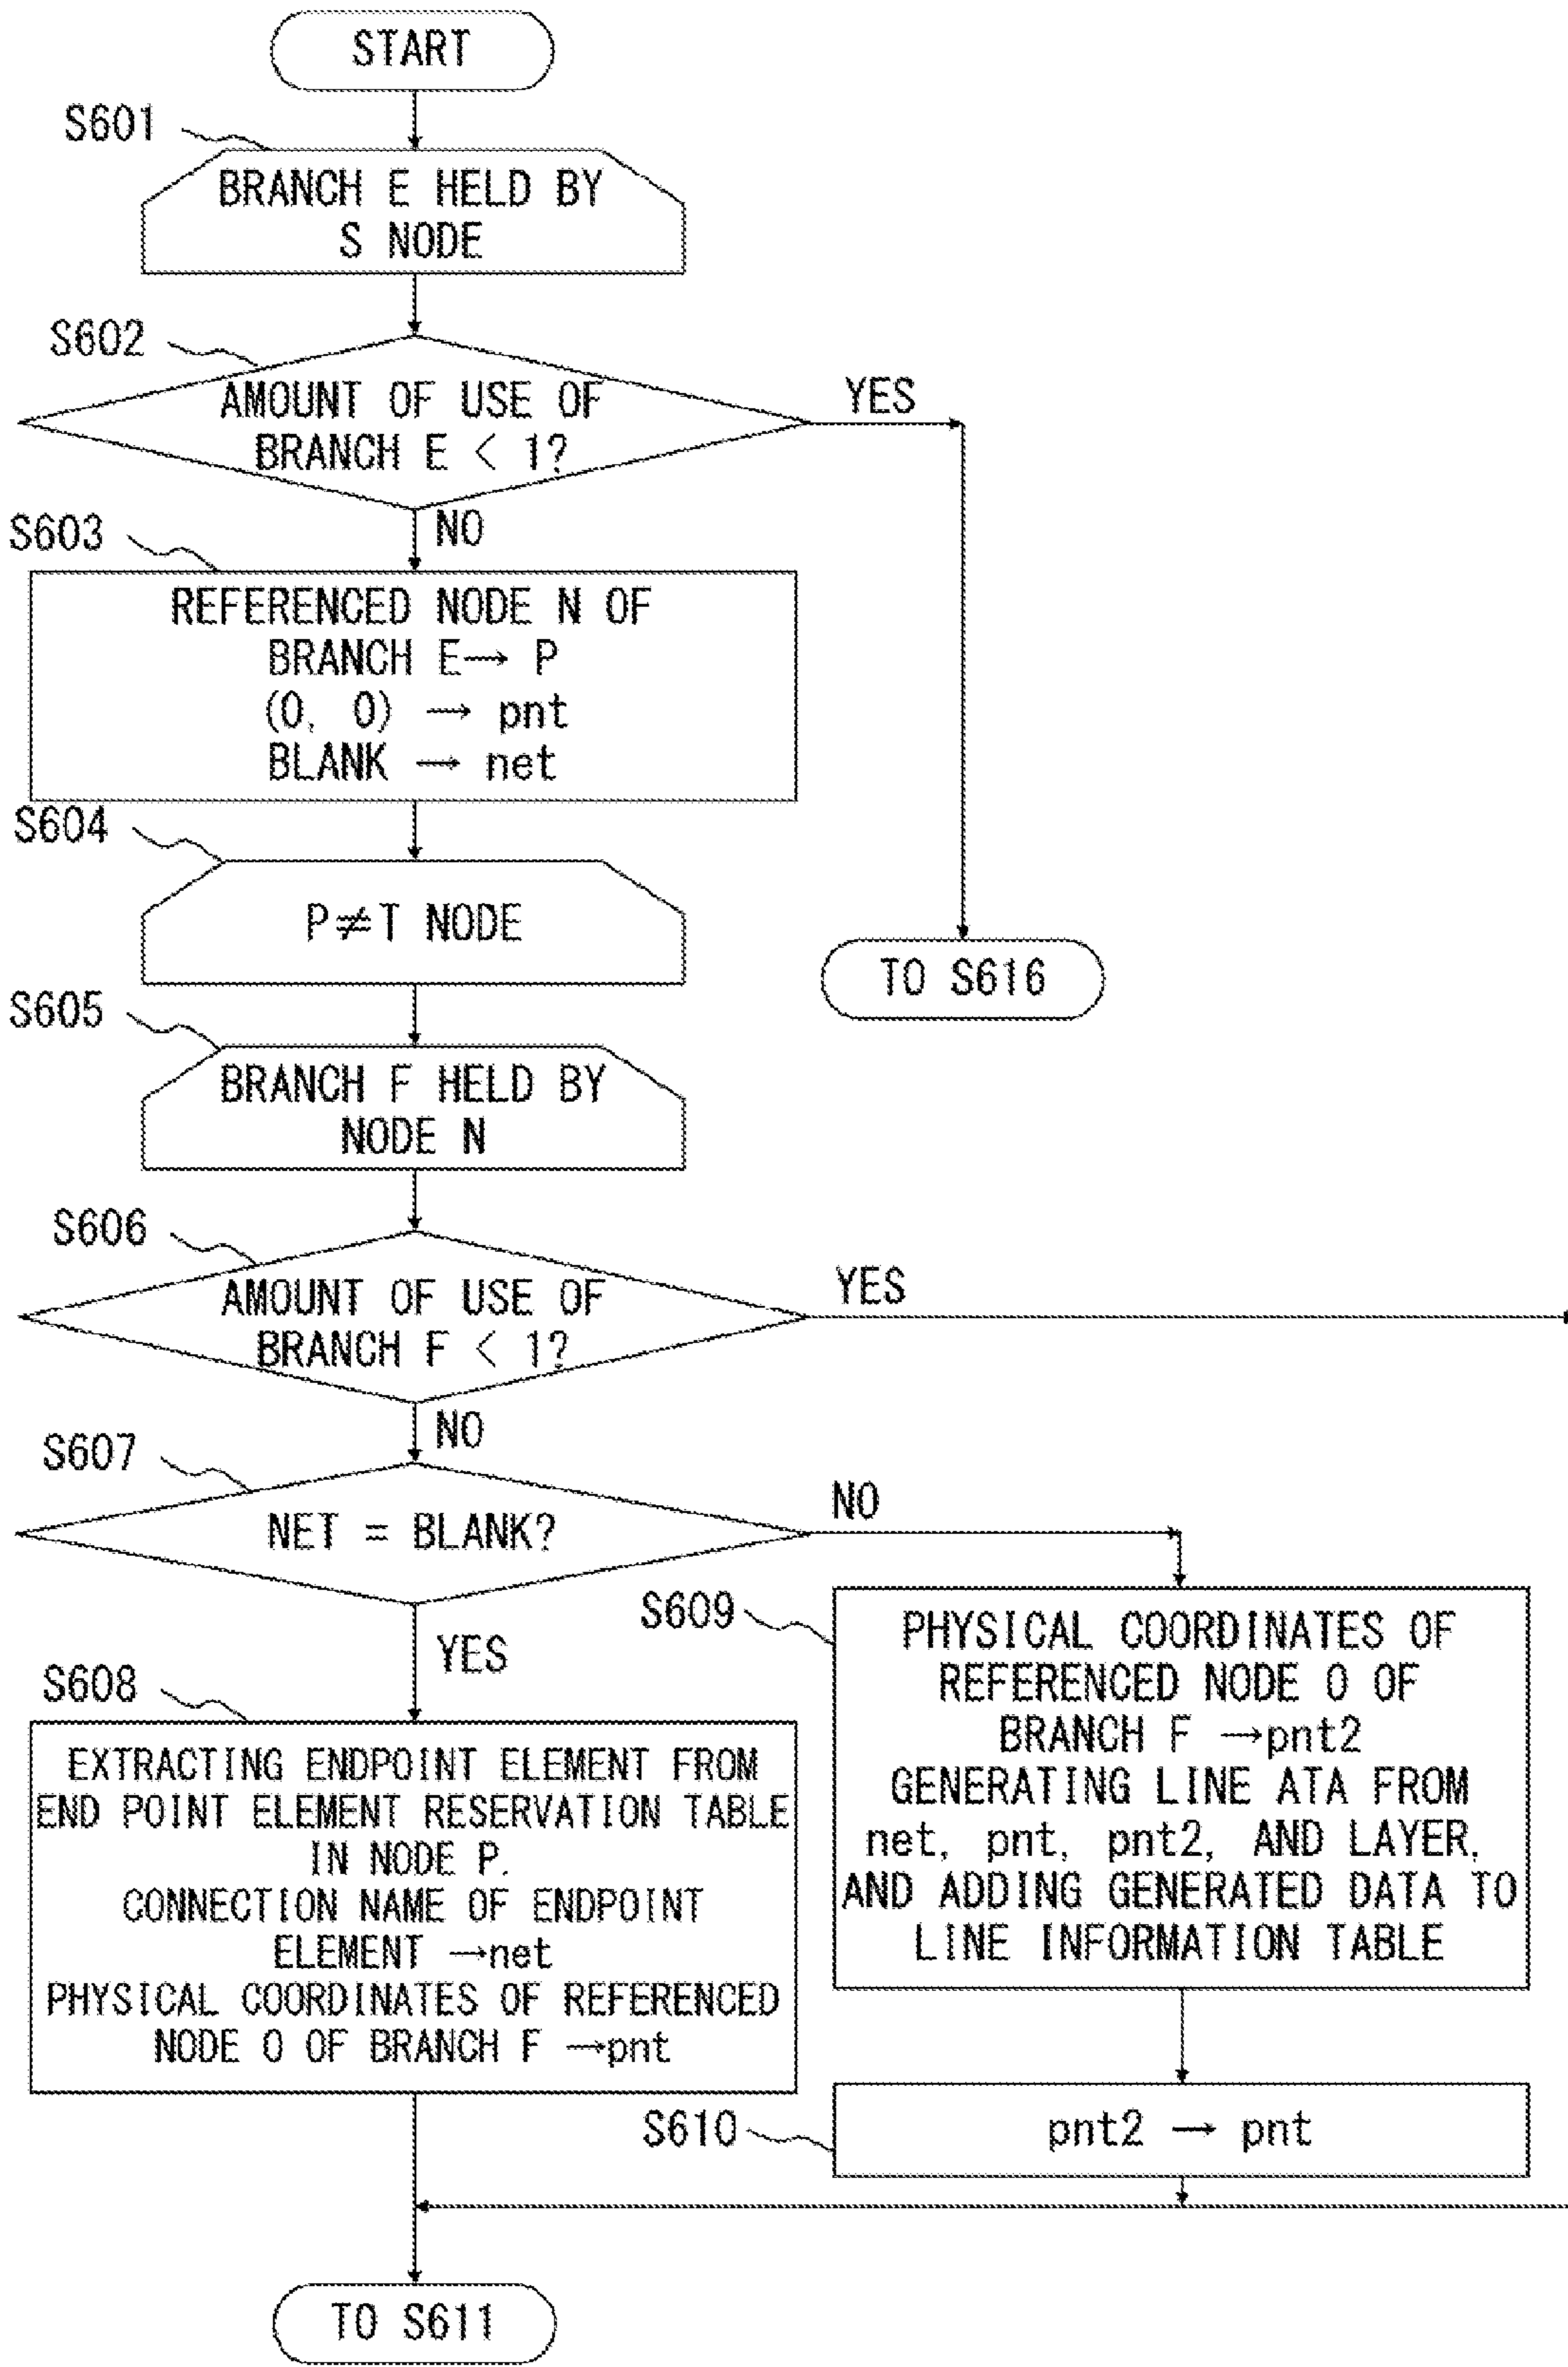 START
S601
BRANCH E HELD BY
S NODE
S602
AMOUNT OF USE OF
BRANCH E < 1?
YES
NO
S603
REFERENCED NODE N OF
BRANCH E→ P
(0, 0) → pnt
BLANK → net
S604
P≠T NODE
TO S616
S605
BRANCH F HELD BY
NODE N
S606
AMOUNT OF USE OF
BRANCH F < 1?
YES
NO
S607
NET = BLANK?
NO
YES
S609
PHYSICAL COORDINATES OF
REFERENCED NODE O OF
BRANCH F →pnt2
GENERATING LINE ATA FROM
net, pnt, pnt2, AND LAYER,
AND ADDING GENERATED DATA TO
LINE INFORMATION TABLE
S608
EXTRACTING ENDPOINT ELEMENT FROM
END POINT ELEMENT RESERVATION TABLE
IN NODE P.
CONNECTION NAME OF ENDPOINT
ELEMENT →net
PHYSICAL COORDINATES OF REFERENCED
NODE O OF BRANCH F →pnt
S610
pnt2 → pnt
TO S611